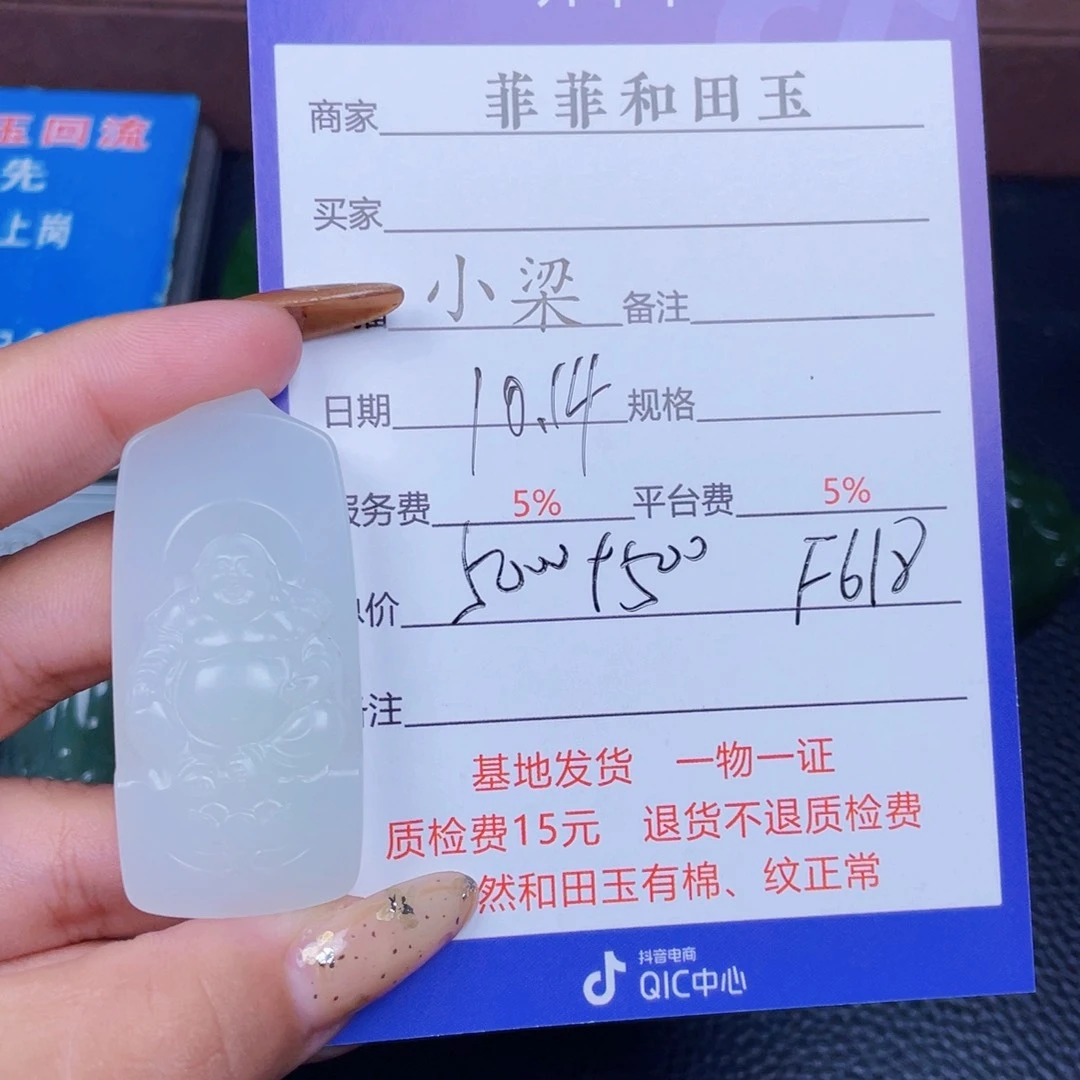 玉回流
先
上岗
商家 菲菲和田玉
买家
小梁 备注
日期 10.14 规格
服务费 5% 平台费 5%
总价 5000+500 F618
备注
基地发货 一物一证
质检费15元 退货不退质检费
然和田玉有棉、纹正常
抖音电商
QIC中心